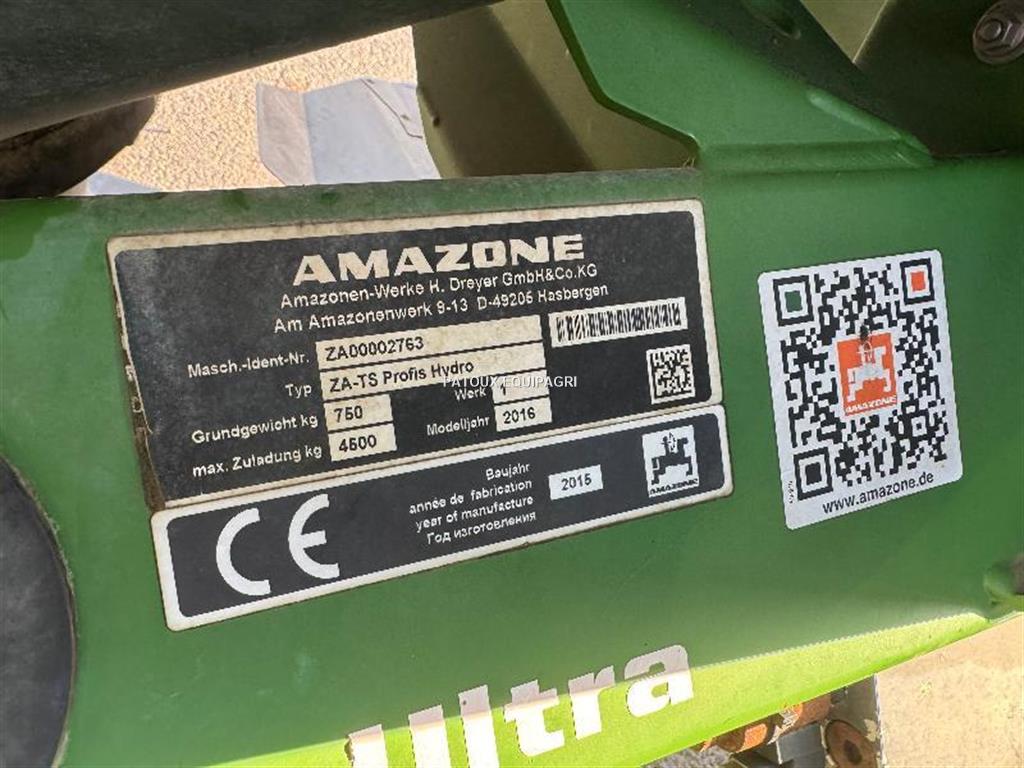 AMAZONE
Amazonen-Werke H. Dreyer GmbH&Co.KG
Am Amazonenwerk 9-13 D-49205 Hasbergen
Masch.-Ident-Nr. ZA00002763
Typ ZA-TS Profis Hydro
PATOUX EQUIPAGRI
Grundgewicht kg 750 Werk 1
max. Zuladung kg 4500 Modelljahr 2016
CE
Baujahr
année de fabrication
year of manufacture
Год изготовления
2015
AMAZONE
AMAZONE
www.amazone.de
Ultra